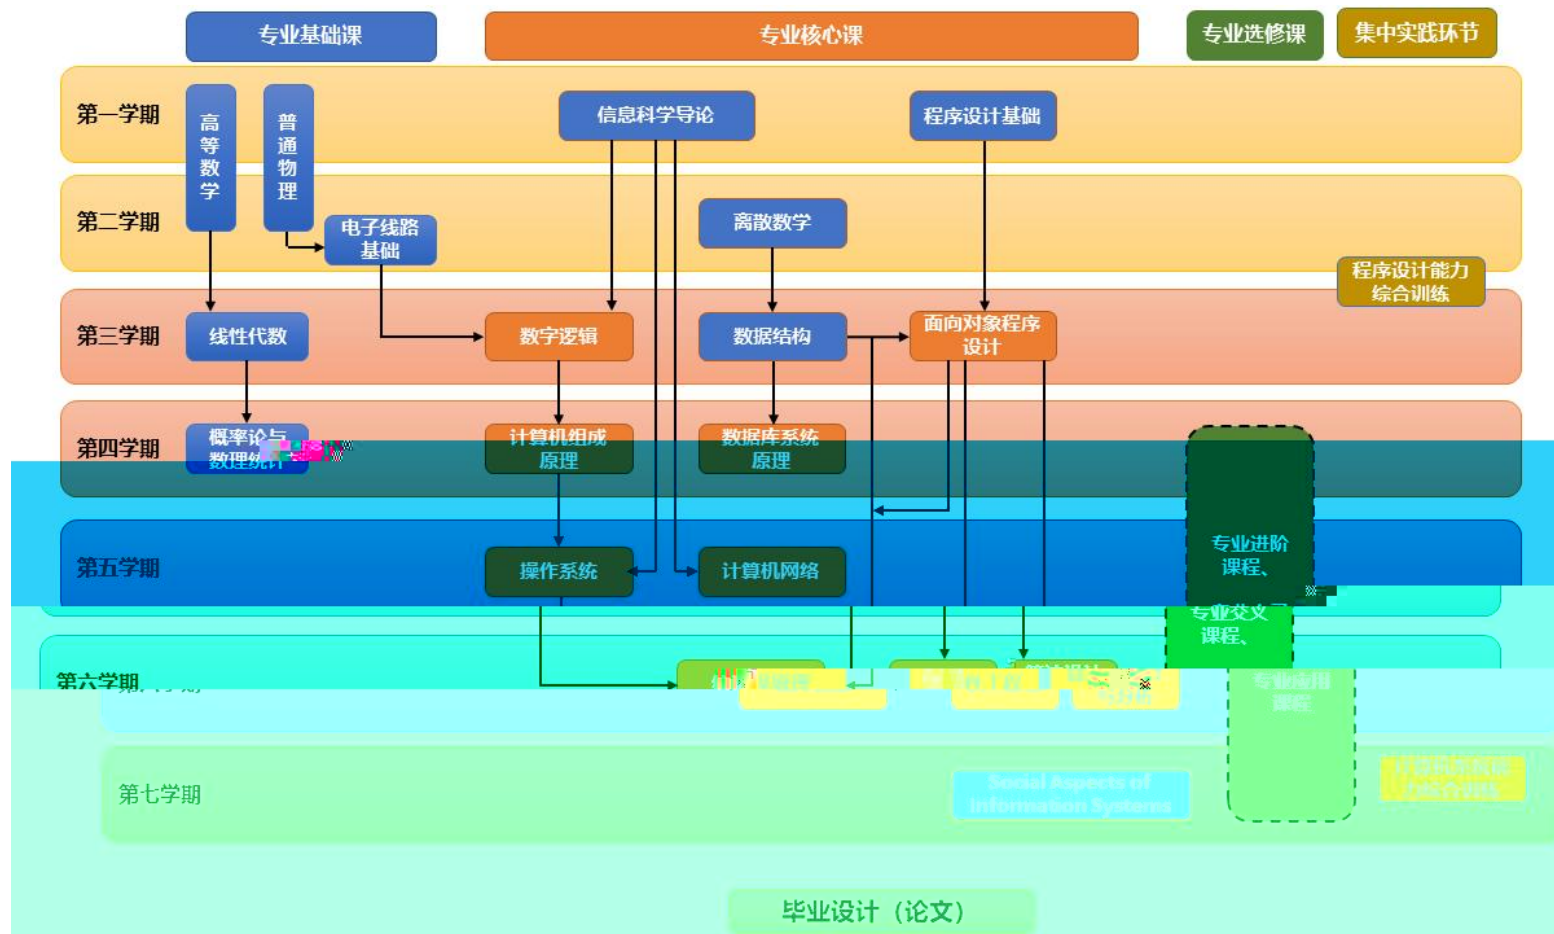 专业基础课
专业核心课
专业选修课
集中实践环节
第一学期
高等数学
普通物理
信息科学导论
程序设计基础
第二学期
电子线路
基础
离散数学
程序设计能力
综合训练
第三学期
线性代数
数字逻辑
数据结构
面向对象程序
设计
第四学期
概率论与
数理统计
计算机组成
原理
数据库系统
原理
第五学期
操作系统
计算机网络
专业进阶
课程、
专业交叉
课程、
第六学期
专业应用
课程
第七学期
Social Aspects of
Information Systems
毕业设计（论文）